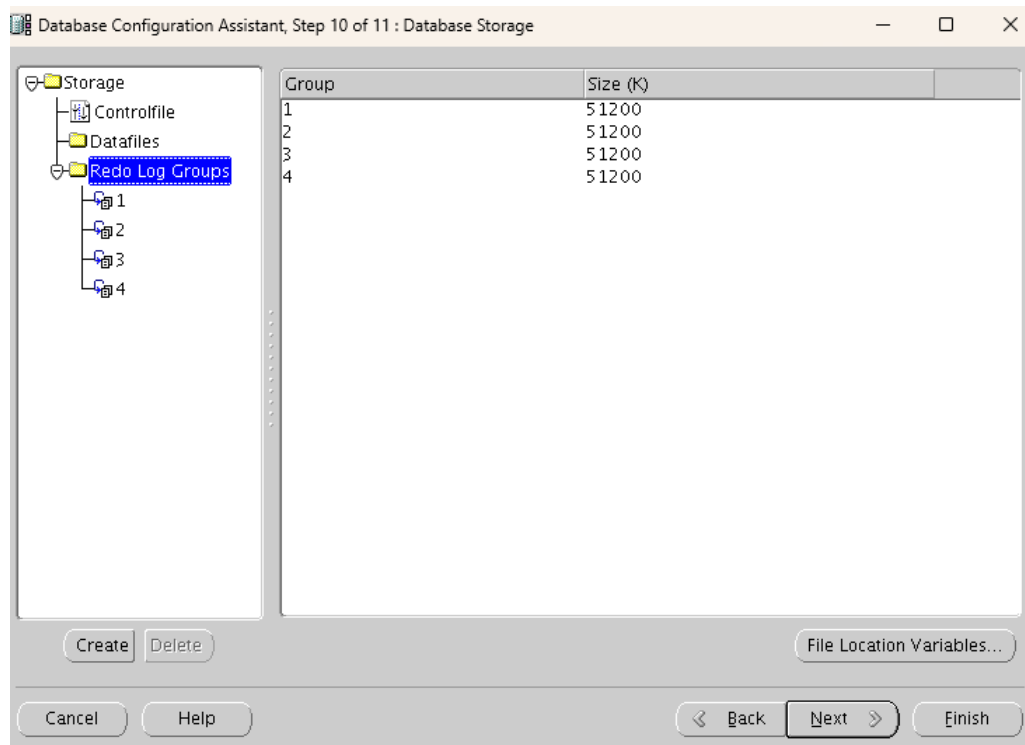 Database Configuration Assistant, Step 10 of 11 : Database Storage
Storage
Controlfile
Datafiles
Redo Log Groups
1
2
3
4
Group Size (K)
1 51200
2 51200
3 51200
4 51200
Create Delete
File Location Variables...
Cancel Help Back Next Finish